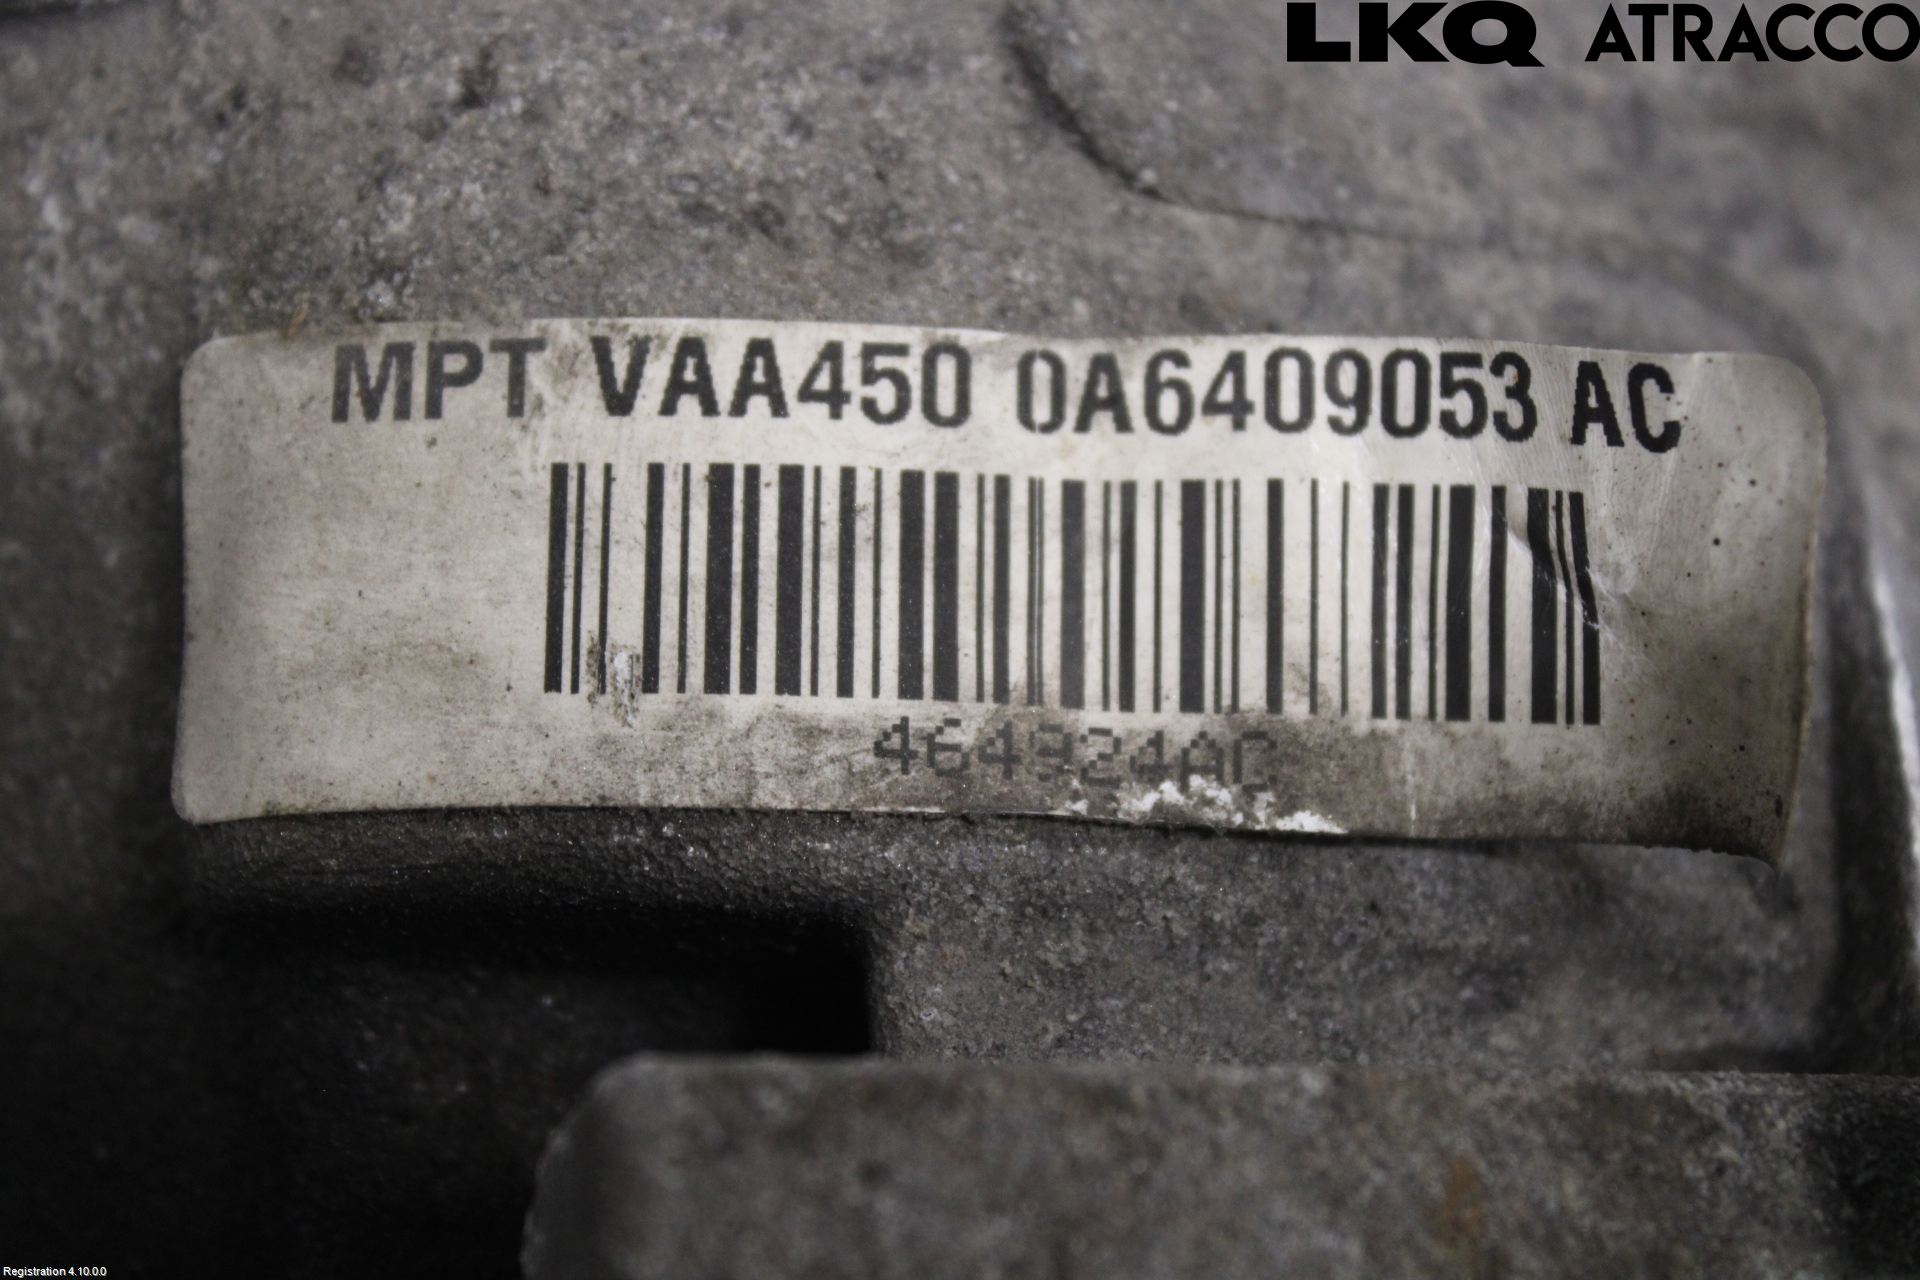 LKQ ATRACCO
MPT VAA450 0A6409053 AC
464924AC
Registration 4.10.0.0